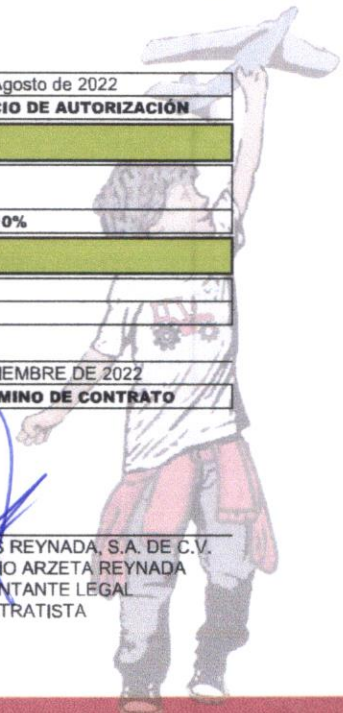 Agosto de 2022
CIO DE AUTORIZACIÓN
0%
IEMBRE DE 2022
MINO DE CONTRATO
S REYNADA, S.A. DE C.V.
IO ARZETA REYNADA
NTANTE LEGAL
TRATISTA